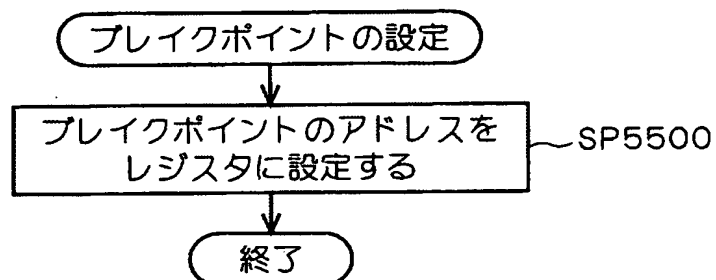 ブレイクポイントの設定
ブレイクポイントのアドレスを
レジスタに設定する
SP5500
終了